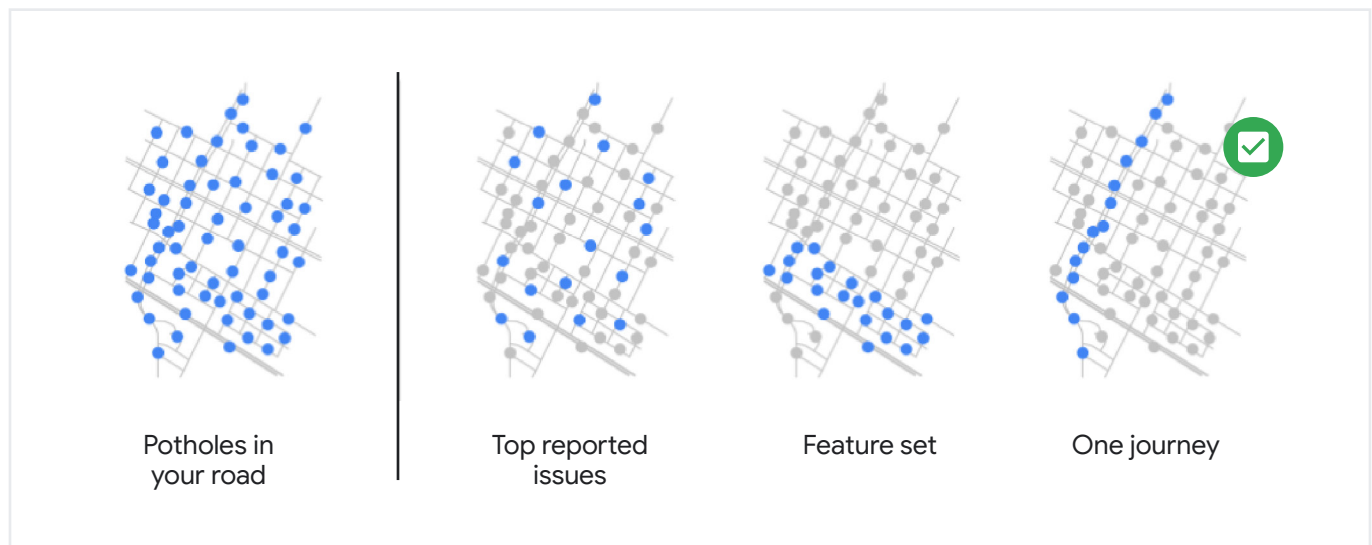 Potholes in
your road
Top reported
issues
Feature set
One journey